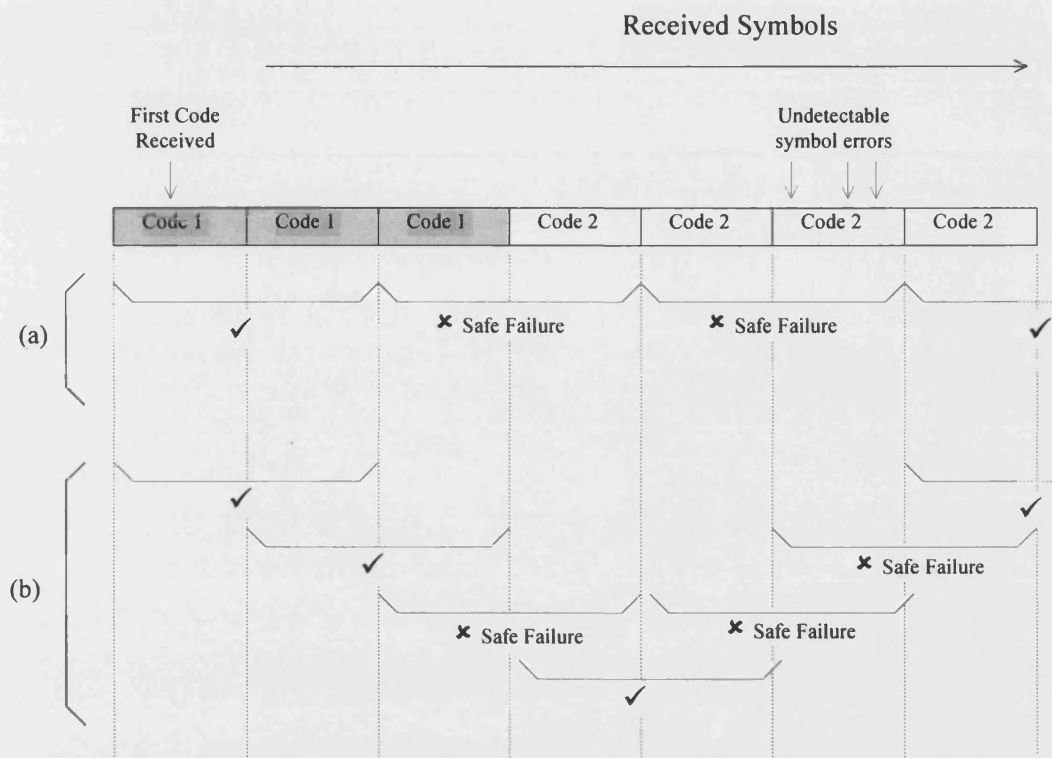 Received Symbols
First Code
Received
Undetectable
symbol errors
Code 1
Code 1
Code 1
Code 2
Code 2
Code 2
Code 2
(a)
✓
✘ Safe Failure
✘ Safe Failure
✓
(b)
✓
✓
✓
✘ Safe Failure
✘ Safe Failure
✘ Safe Failure
✓